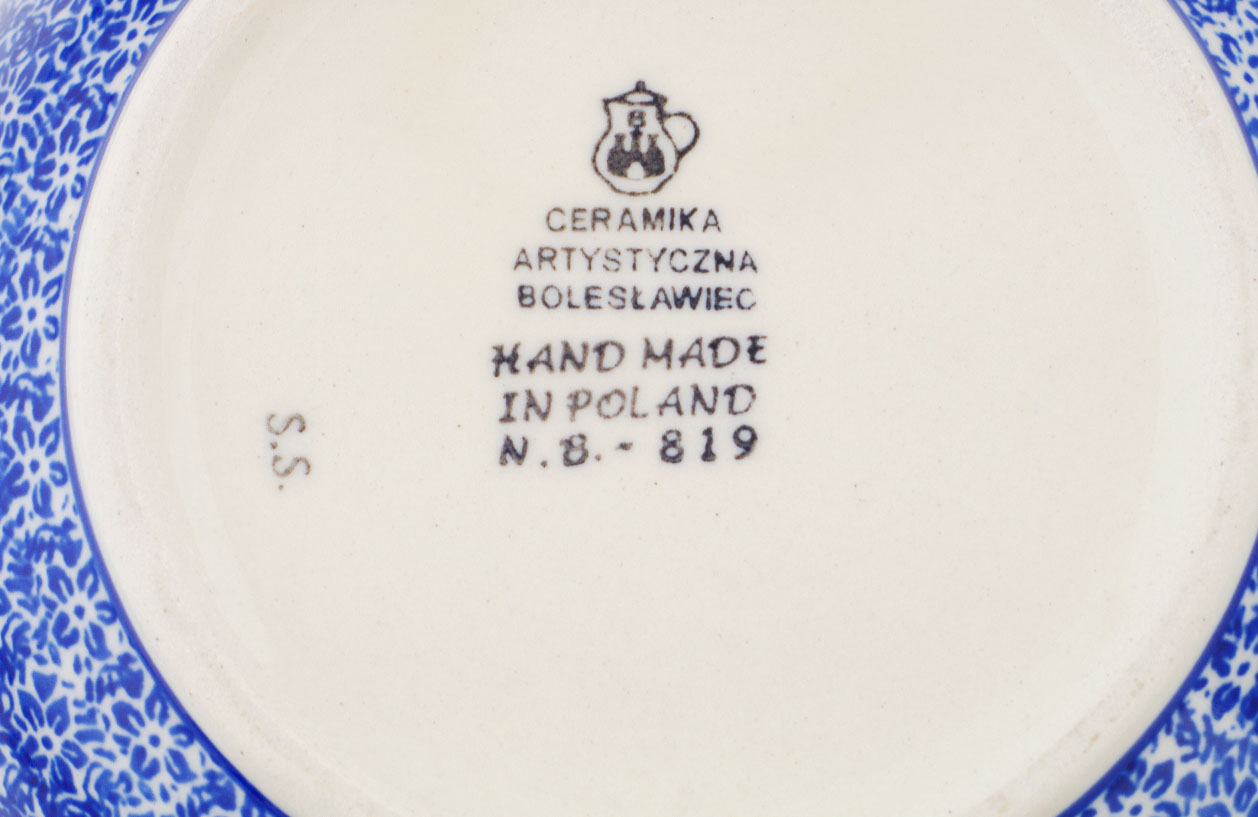 B
CERAMIKA
ARTYSTYCZNA
BOLESŁAWIEC
HAND MADE
IN POLAND
N.B.-819
S.S.